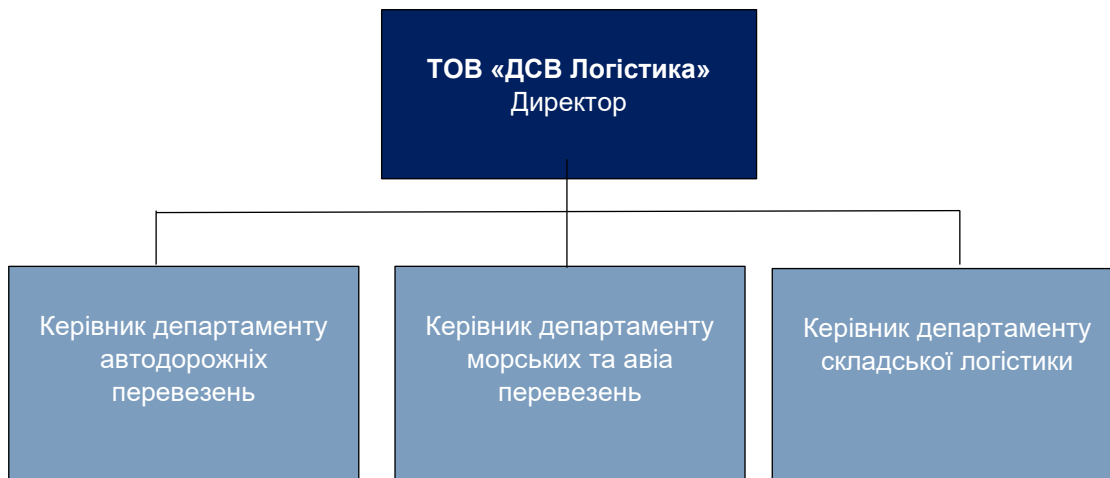 ТОВ «ДСВ Логістика»
Директор
Керівник департаменту
автодорожніх
перевезень
Керівник департаменту
морських та авіа
перевезень
Керівник департаменту
складської логістики